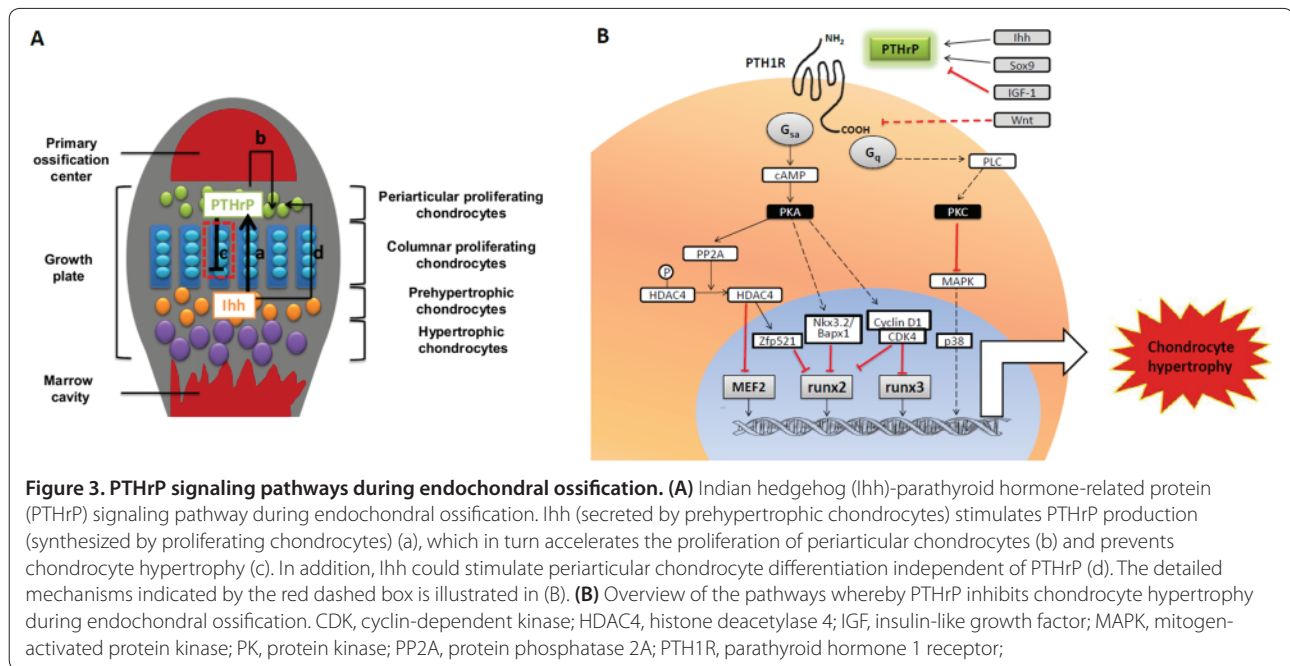 A
Primary
ossification
center
Growth
plate
Marrow
cavity
b
PTHrP
c
a
d
Ihh
Periarticular proliferating
chondrocytes
Columnar proliferating
chondrocytes
Prehypertrophic
chondrocytes
Hypertrophic
chondrocytes
B
NH2
PTH1R
PTHrP
Ihh
Sox9
IGF-1
Wnt
COOH
Gsa
Gq
cAMP
PLC
PKA
PKC
PP2A
MAPK
P
HDAC4
HDAC4
Zfp521
Nkx3.2/
Bapx1
Cyclin D1
CDK4
p38
MEF2
runx2
runx3
Chondrocyte
hypertrophy
Figure 3. PTHrP signaling pathways during endochondral ossification. (A) Indian hedgehog (Ihh)-parathyroid hormone-related protein
(PTHrP) signaling pathway during endochondral ossification. Ihh (secreted by prehypertrophic chondrocytes) stimulates PTHrP production
(synthesized by proliferating chondrocytes) (a), which in turn accelerates the proliferation of periarticular chondrocytes (b) and prevents
chondrocyte hypertrophy (c). In addition, Ihh could stimulate periarticular chondrocyte differentiation independent of PTHrP (d). The detailed
mechanisms indicated by the red dashed box is illustrated in (B). (B) Overview of the pathways whereby PTHrP inhibits chondrocyte hypertrophy
during endochondral ossification. CDK, cyclin-dependent kinase; HDAC4, histone deacetylase 4; IGF, insulin-like growth factor; MAPK, mitogen-
activated protein kinase; PK, protein kinase; PP2A, protein phosphatase 2A; PTH1R, parathyroid hormone 1 receptor;